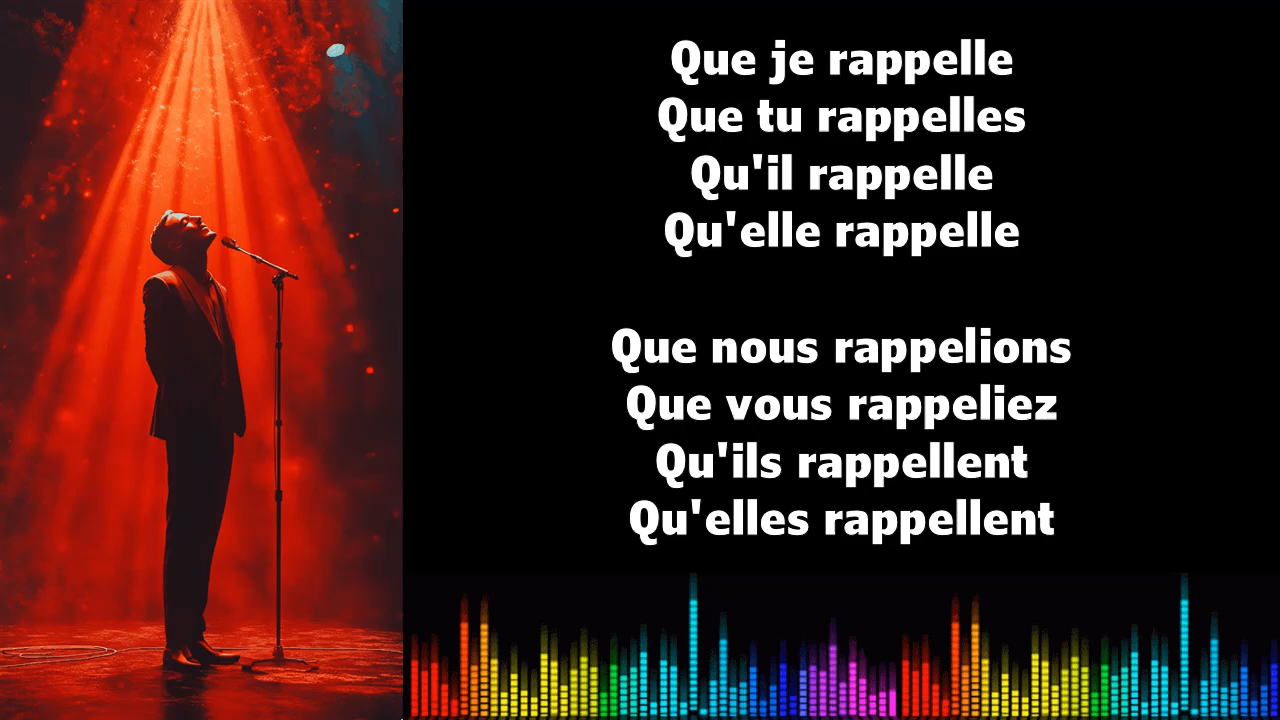 Que je rappelle
Que tu rappelles
Qu'il rappelle
Qu'elle rappelle
Que nous rappelions
Que vous rappeliez
Qu'ils rappellent
Qu'elles rappellent